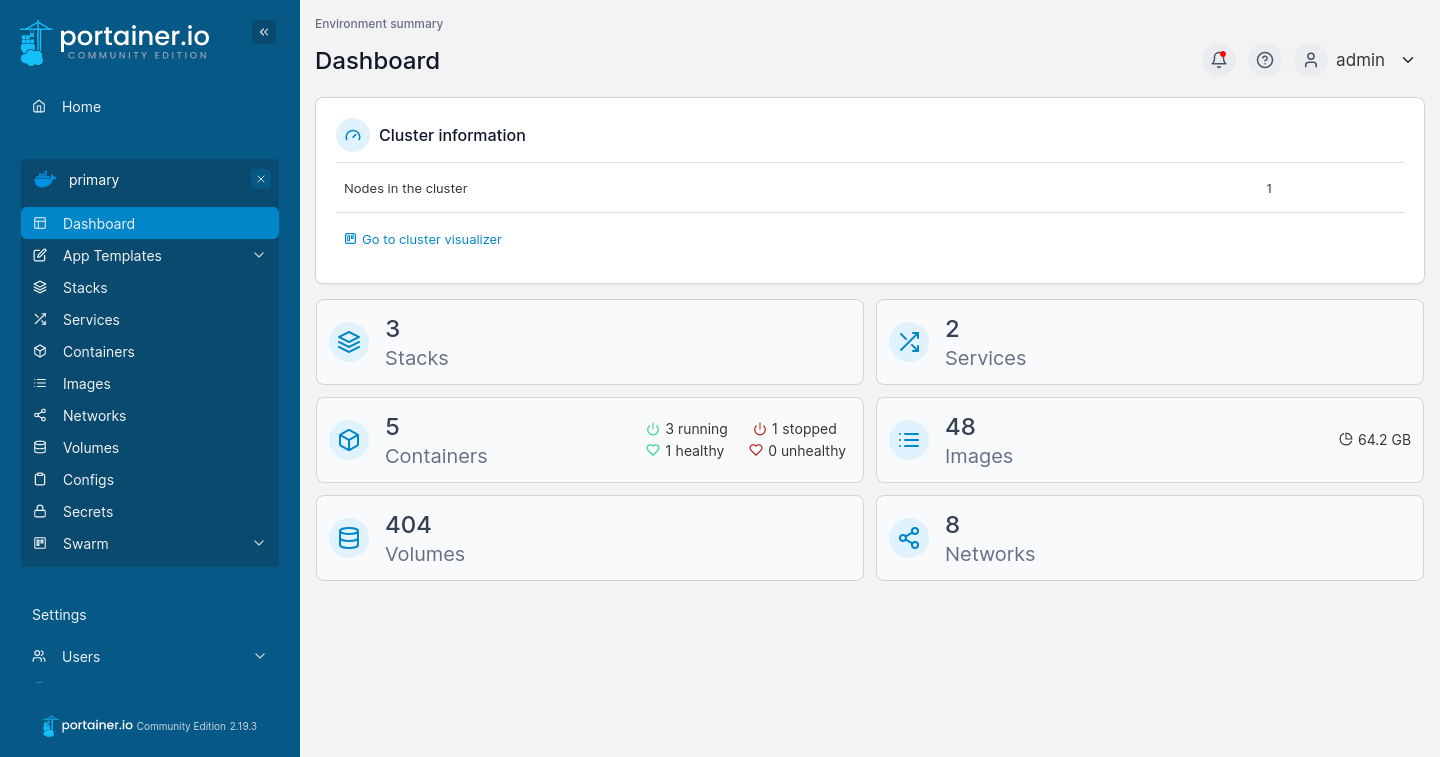 portainer.io
COMMUNITY EDITION
Home
primary
Dashboard
App Templates
Stacks
Services
Containers
Images
Networks
Volumes
Configs
Secrets
Swarm
Settings
Users
portainer.io Community Edition 2.19.3
Environment summary
Dashboard
admin
Cluster information
Nodes in the cluster 1
Go to cluster visualizer
3
Stacks
2
Services
5
Containers
3 running 1 stopped
1 healthy 0 unhealthy
48
Images
64.2 GB
404
Volumes
8
Networks